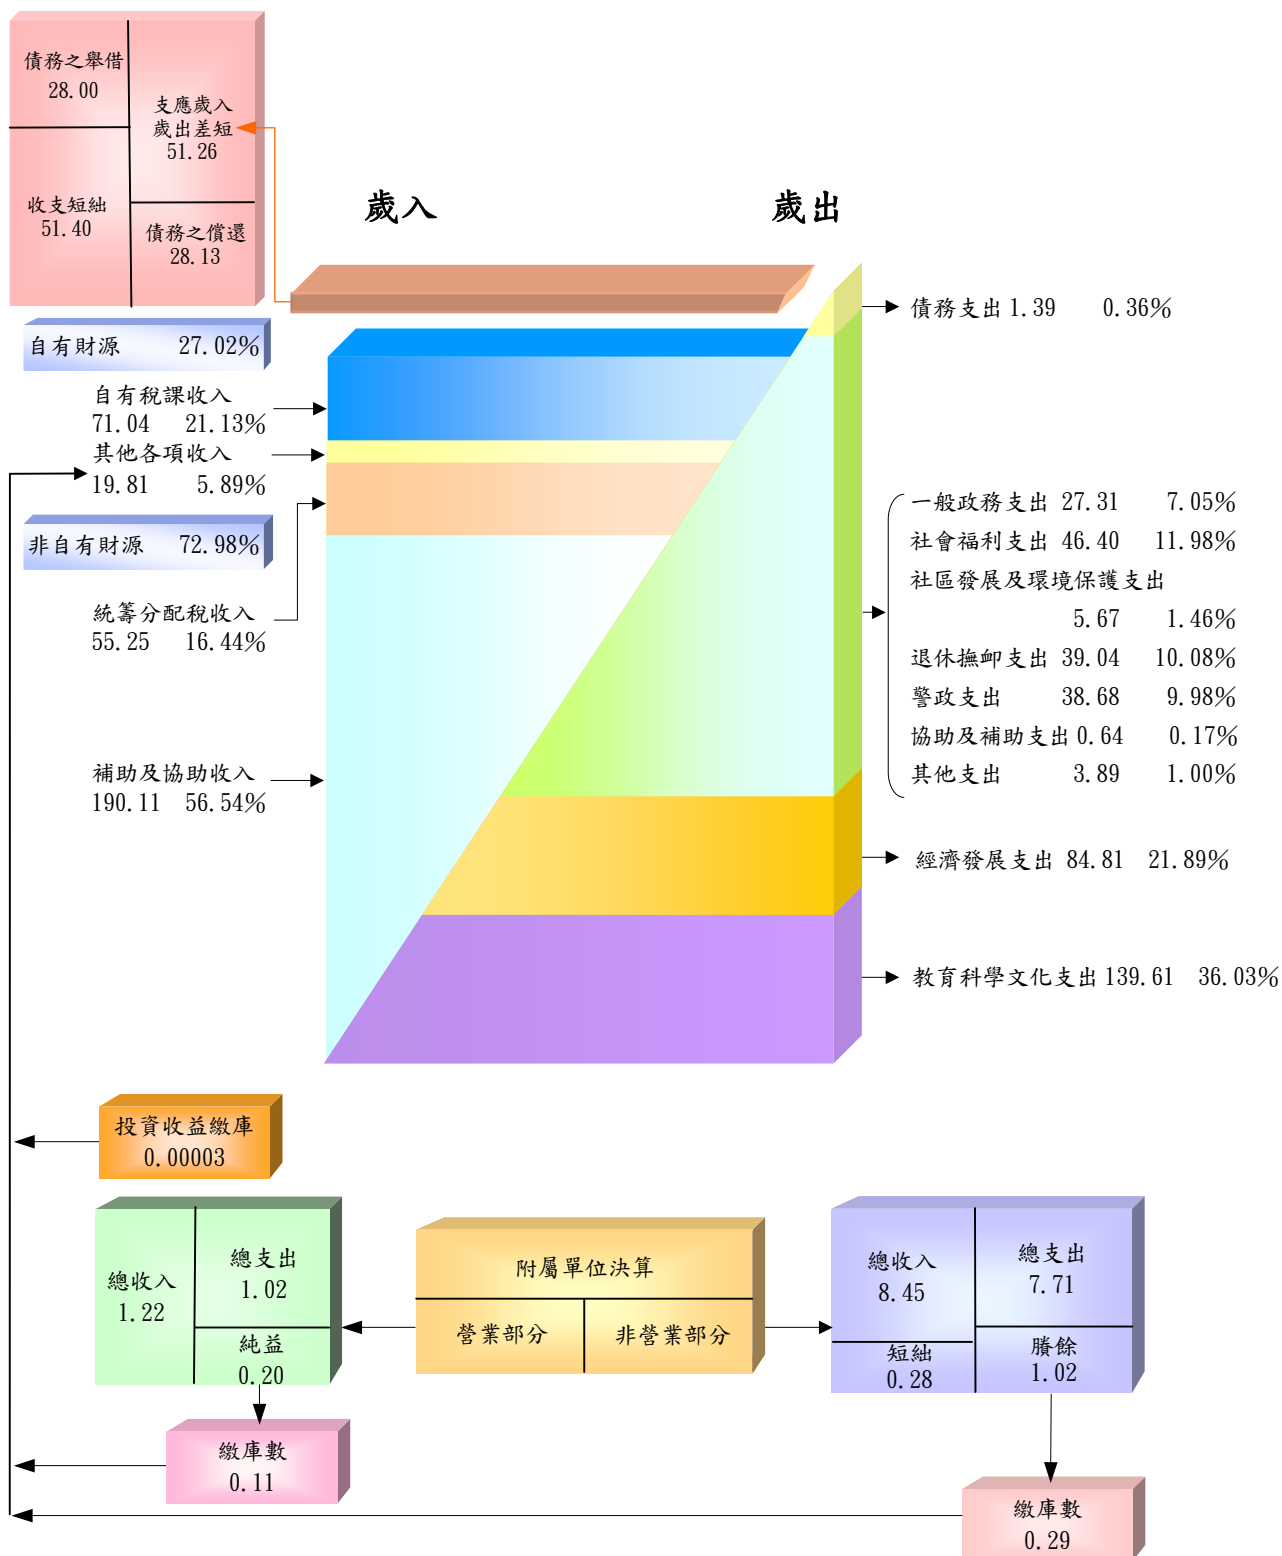 債務之舉借
28.00
支應歲入
歲出差短
51.26
收支短絀
51.40
債務之償還
28.13
歲入
歲出
債務支出 1.39 0.36%
自有財源 27.02%
自有稅課收入
71.04 21.13%
其他各項收入
19.81 5.89%
非自有財源 72.98%
統籌分配稅收入
55.25 16.44%
補助及協助收入
190.11 56.54%
一般政務支出 27.31 7.05%
社會福利支出 46.40 11.98%
社區發展及環境保護支出
5.67 1.46%
退休撫卹支出 39.04 10.08%
警政支出 38.68 9.98%
協助及補助支出 0.64 0.17%
其他支出 3.89 1.00%
經濟發展支出 84.81 21.89%
教育科學文化支出 139.61 36.03%
投資收益繳庫
0.00003
總收入
1.22
總支出
1.02
純益
0.20
附屬單位決算
營業部分
非營業部分
總收入
8.45
總支出
7.71
短絀
0.28
賸餘
1.02
繳庫數
0.11
繳庫數
0.29